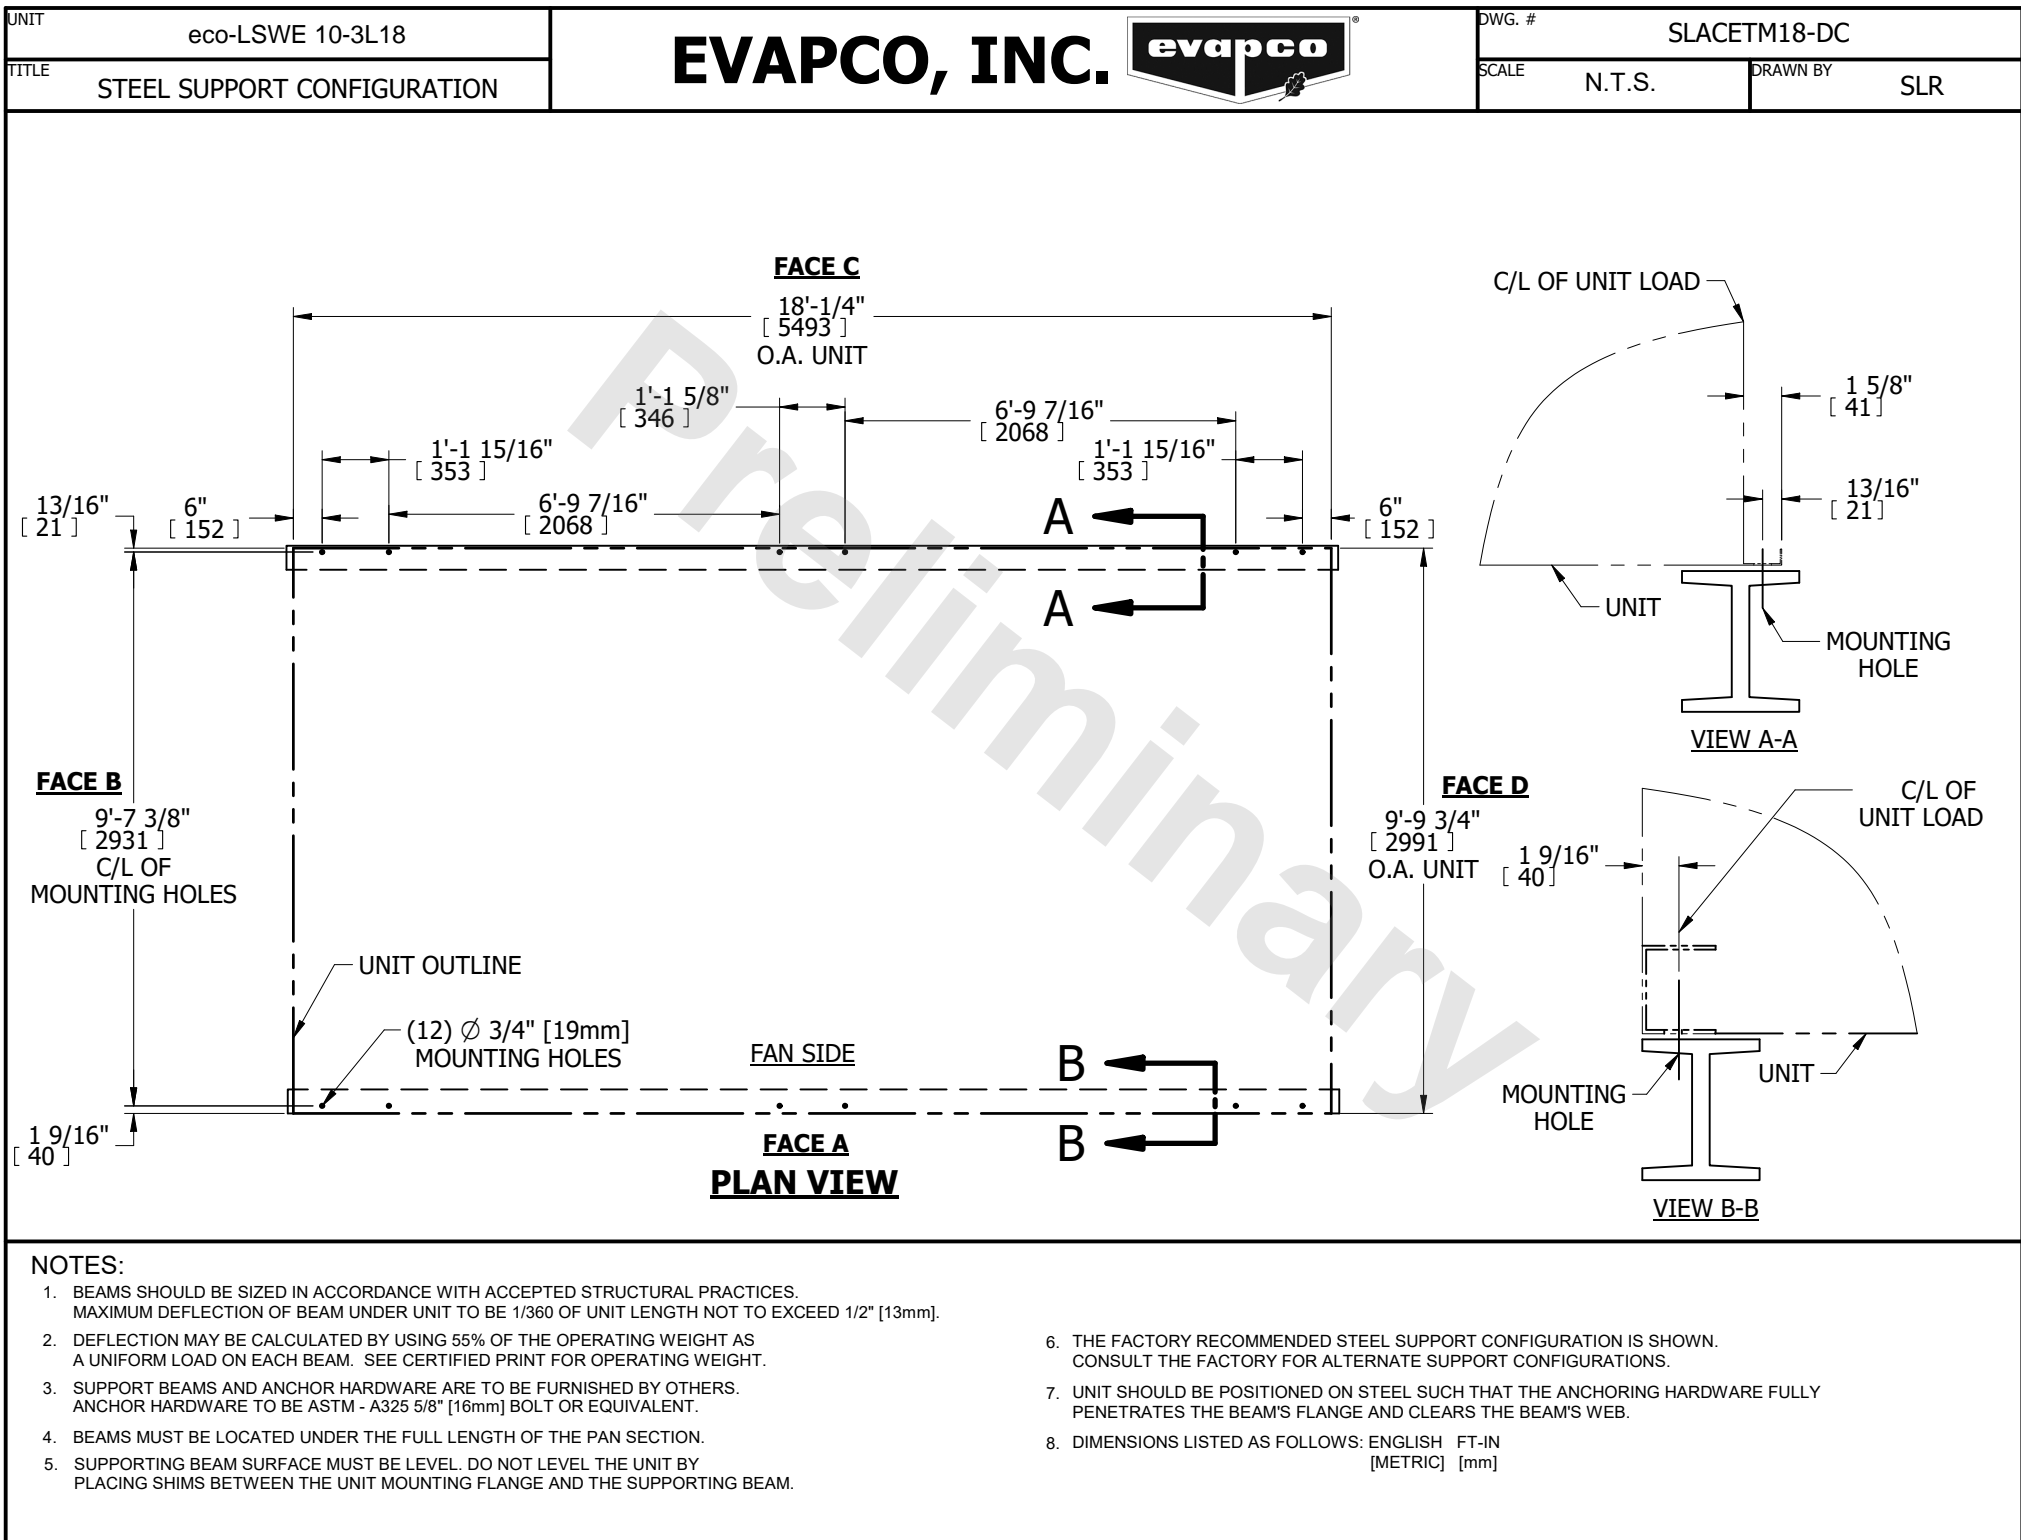 UNIT
eco-LSWE 10-3L18
TITLE
STEEL SUPPORT CONFIGURATION
EVAPCO, INC.
evapco
®
DWG. #
SLACETM18-DC
SCALE
N.T.S.
DRAWN BY
SLR
FACE C
18'-1/4"
[ 5493 ]
O.A. UNIT
1'-1 5/8"
[ 346 ]
6'-9 7/16"
[ 2068 ]
1'-1 15/16"
[ 353 ]
1'-1 15/16"
[ 353 ]
13/16"
[ 21 ]
6"
[ 152 ]
6'-9 7/16"
[ 2068 ]
6"
[ 152 ]
A
A
FACE B
9'-7 3/8"
[ 2931 ]
C/L OF
MOUNTING HOLES
FACE D
9'-9 3/4"
[ 2991 ]
O.A. UNIT
UNIT OUTLINE
(12) Ø 3/4" [19mm]
MOUNTING HOLES
FAN SIDE
B
B
1 9/16"
[ 40 ]
FACE A
PLAN VIEW
Preliminary
C/L OF UNIT LOAD
1 5/8"
[ 41 ]
13/16"
[ 21 ]
UNIT
MOUNTING
HOLE
VIEW A-A
C/L OF
UNIT LOAD
1 9/16"
[ 40 ]
MOUNTING
HOLE
UNIT
VIEW B-B
NOTES:
1. BEAMS SHOULD BE SIZED IN ACCORDANCE WITH ACCEPTED STRUCTURAL PRACTICES.
MAXIMUM DEFLECTION OF BEAM UNDER UNIT TO BE 1/360 OF UNIT LENGTH NOT TO EXCEED 1/2" [13mm].
2. DEFLECTION MAY BE CALCULATED BY USING 55% OF THE OPERATING WEIGHT AS
A UNIFORM LOAD ON EACH BEAM. SEE CERTIFIED PRINT FOR OPERATING WEIGHT.
3. SUPPORT BEAMS AND ANCHOR HARDWARE ARE TO BE FURNISHED BY OTHERS.
ANCHOR HARDWARE TO BE ASTM - A325 5/8" [16mm] BOLT OR EQUIVALENT.
4. BEAMS MUST BE LOCATED UNDER THE FULL LENGTH OF THE PAN SECTION.
5. SUPPORTING BEAM SURFACE MUST BE LEVEL. DO NOT LEVEL THE UNIT BY
PLACING SHIMS BETWEEN THE UNIT MOUNTING FLANGE AND THE SUPPORTING BEAM.
6. THE FACTORY RECOMMENDED STEEL SUPPORT CONFIGURATION IS SHOWN.
CONSULT THE FACTORY FOR ALTERNATE SUPPORT CONFIGURATIONS.
7. UNIT SHOULD BE POSITIONED ON STEEL SUCH THAT THE ANCHORING HARDWARE FULLY
PENETRATES THE BEAM'S FLANGE AND CLEARS THE BEAM'S WEB.
8. DIMENSIONS LISTED AS FOLLOWS: ENGLISH FT-IN
[METRIC] [mm]